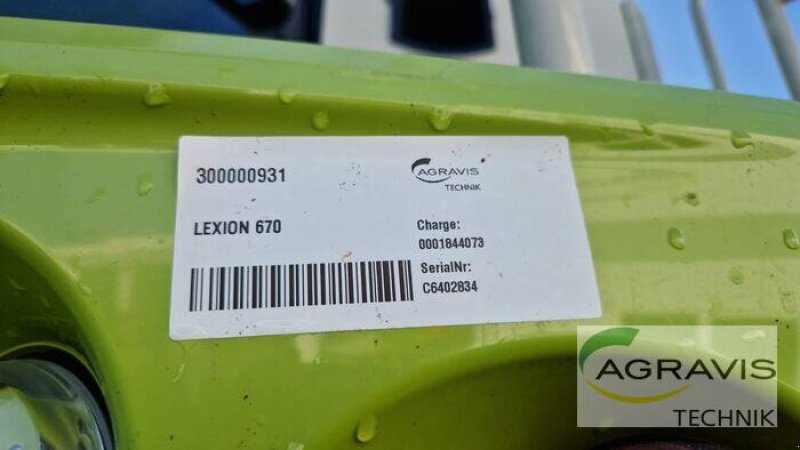 300000931
AGRAVIS
TECHNIK
LEXION 670
Charge:
0001844073
SerialNr:
C6402834
AGRAVIS
TECHNIK